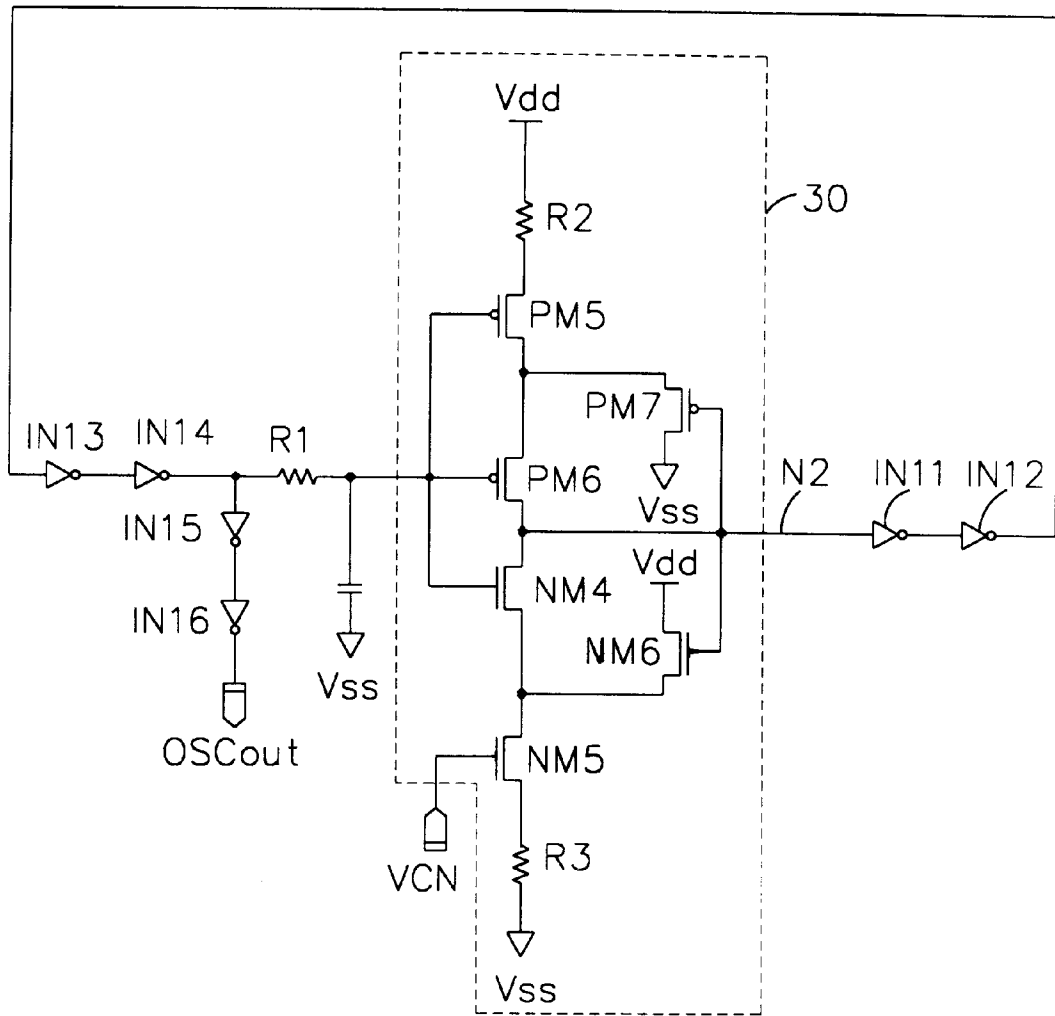 Vdd
30
R2
PM5
PM7
IN13
IN14
R1
PM6
Vss
N2
IN11
IN12
IN15
Vdd
NM4
IN16
NM6
Vss
OSCout
NM5
VCN
R3
Vss